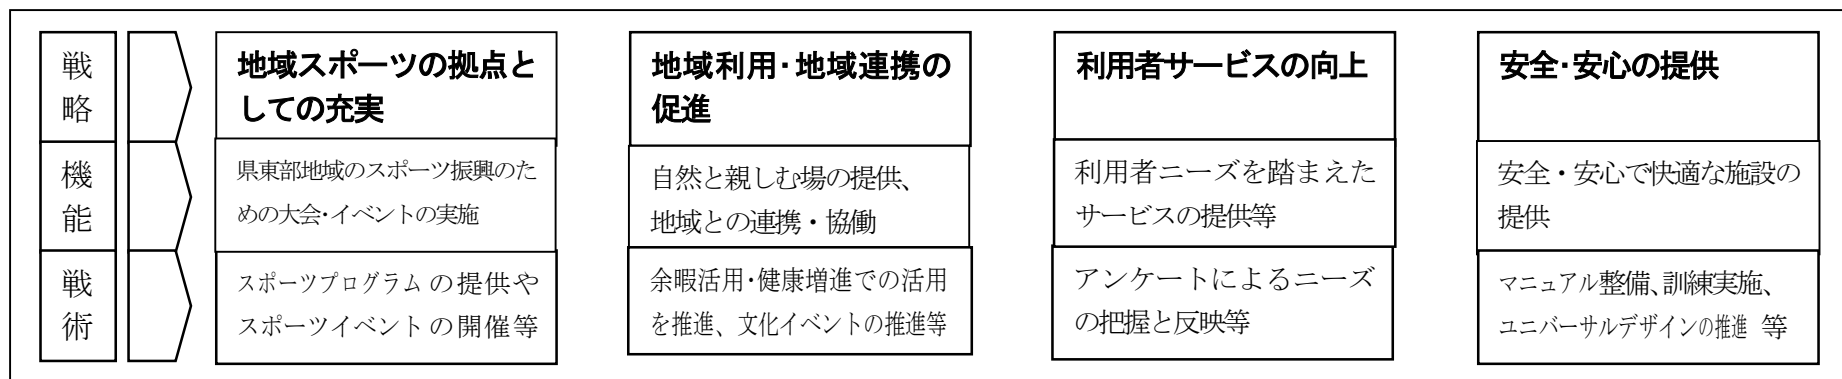 戦略
地域スポーツの拠点と
しての充実
地域利用・地域連携の
促進
利用者サービスの向上
安全・安心の提供
機能
県東部地域のスポーツ振興のた
めの大会・イベントの実施
自然と親しむ場の提供、
地域との連携・協働
利用者ニーズを踏まえた
サービスの提供等
安全・安心で快適な施設の
提供
戦術
スポーツプログラムの提供や
スポーツイベントの開催等
余暇活用・健康増進での活用
を推進、文化イベントの推進等
アンケートによるニーズ
の把握と反映等
マニュアル整備、訓練実施、
ユニバーサルデザインの推進 等